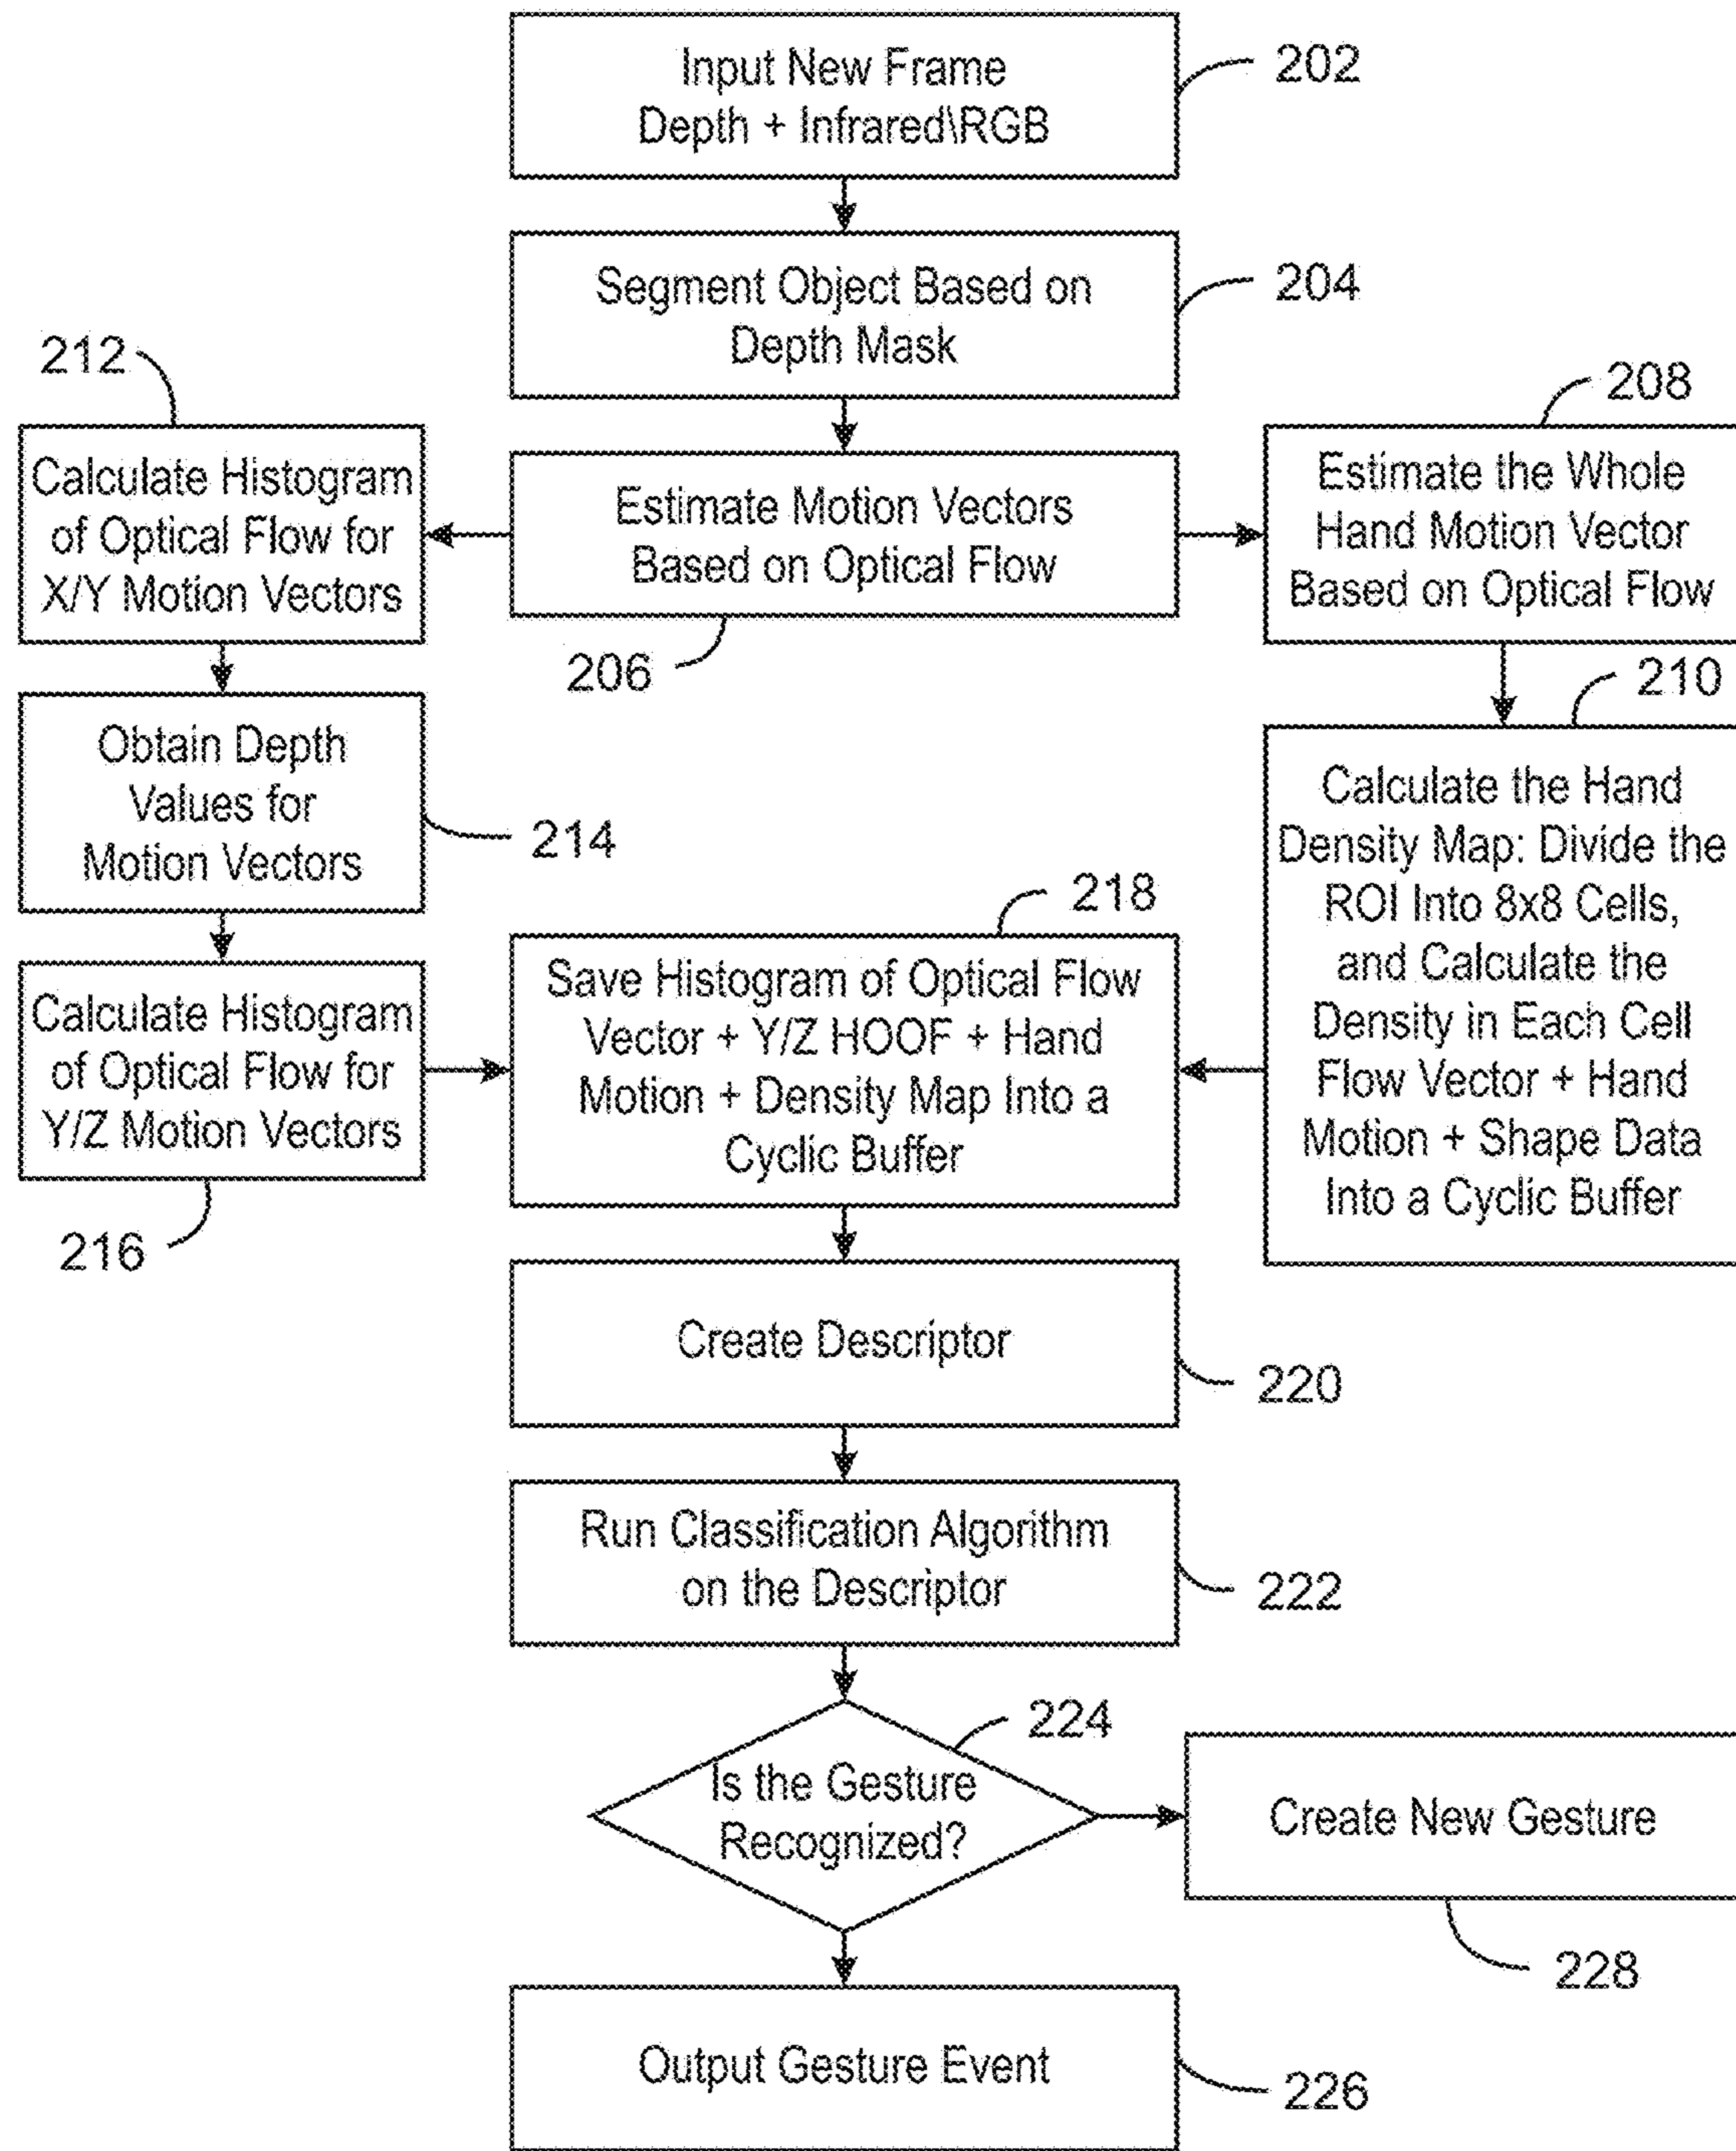 Input New Frame
Depth + Infrared\RGB
202
Segment Object Based on
Depth Mask
204
212
Calculate Histogram
of Optical Flow for
X/Y Motion Vectors
Estimate Motion Vectors
Based on Optical Flow
206
208
Estimate the Whole
Hand Motion Vector
Based on Optical Flow
210
Obtain Depth
Values for
Motion Vectors
214
Calculate the Hand
Density Map: Divide the
ROI Into 8x8 Cells,
and Calculate the
Density in Each Cell
Flow Vector + Hand
Motion + Shape Data
Into a Cyclic Buffer
218
Calculate Histogram
of Optical Flow for
Y/Z Motion Vectors
216
Save Histogram of Optical Flow
Vector + Y/Z HOOF + Hand
Motion + Density Map Into a
Cyclic Buffer
Create Descriptor
220
Run Classification Algorithm
on the Descriptor
222
224
Is the Gesture
Recognized?
Create New Gesture
228
Output Gesture Event
226